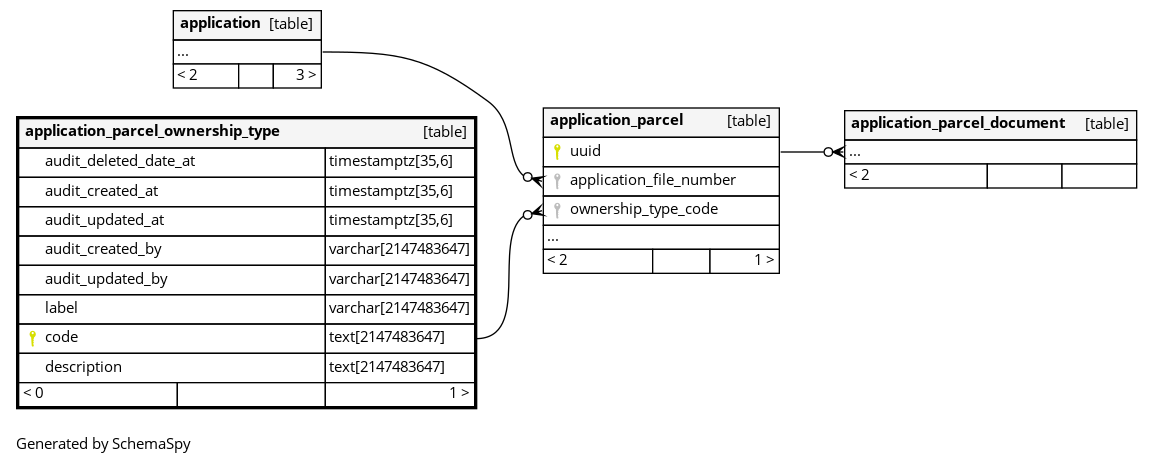 application [table]
...
< 2 3 >
application_parcel_ownership_type [table]
audit_deleted_date_at timestamptz[35,6]
audit_created_at timestamptz[35,6]
audit_updated_at timestamptz[35,6]
audit_created_by varchar[2147483647]
audit_updated_by varchar[2147483647]
label varchar[2147483647]
code text[2147483647]
description text[2147483647]
< 0 1 >
application_parcel [table]
uuid
application_file_number
ownership_type_code
...
< 2 1 >
application_parcel_document [table]
...
< 2
Generated by SchemaSpy